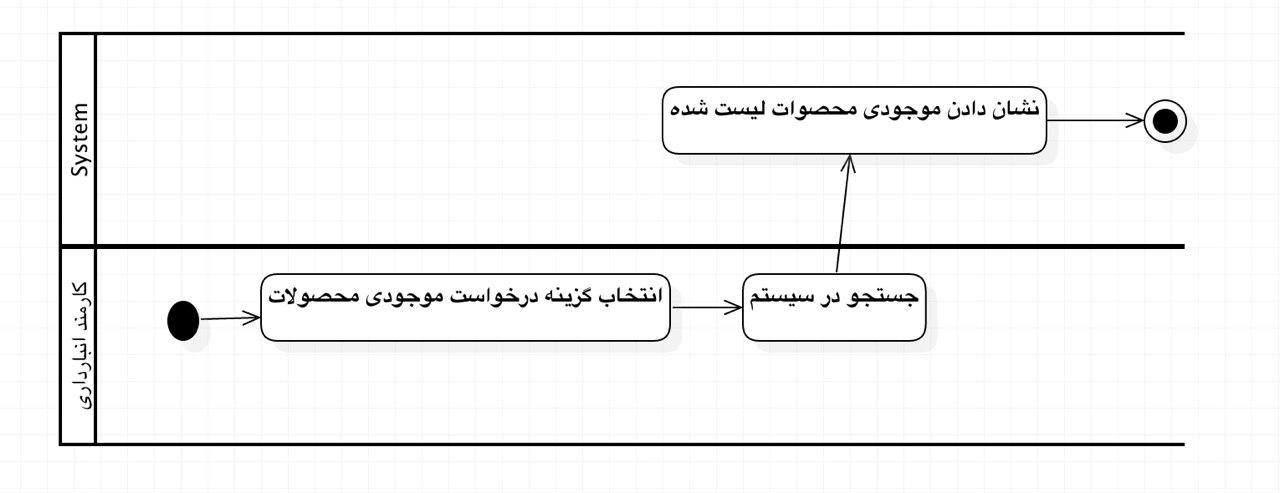 System
نشان دادن موجودی محصوات لیست شده
کارمند انبارداری
انتخاب گزینه درخواست موجودی محصولات
جستجو در سیستم